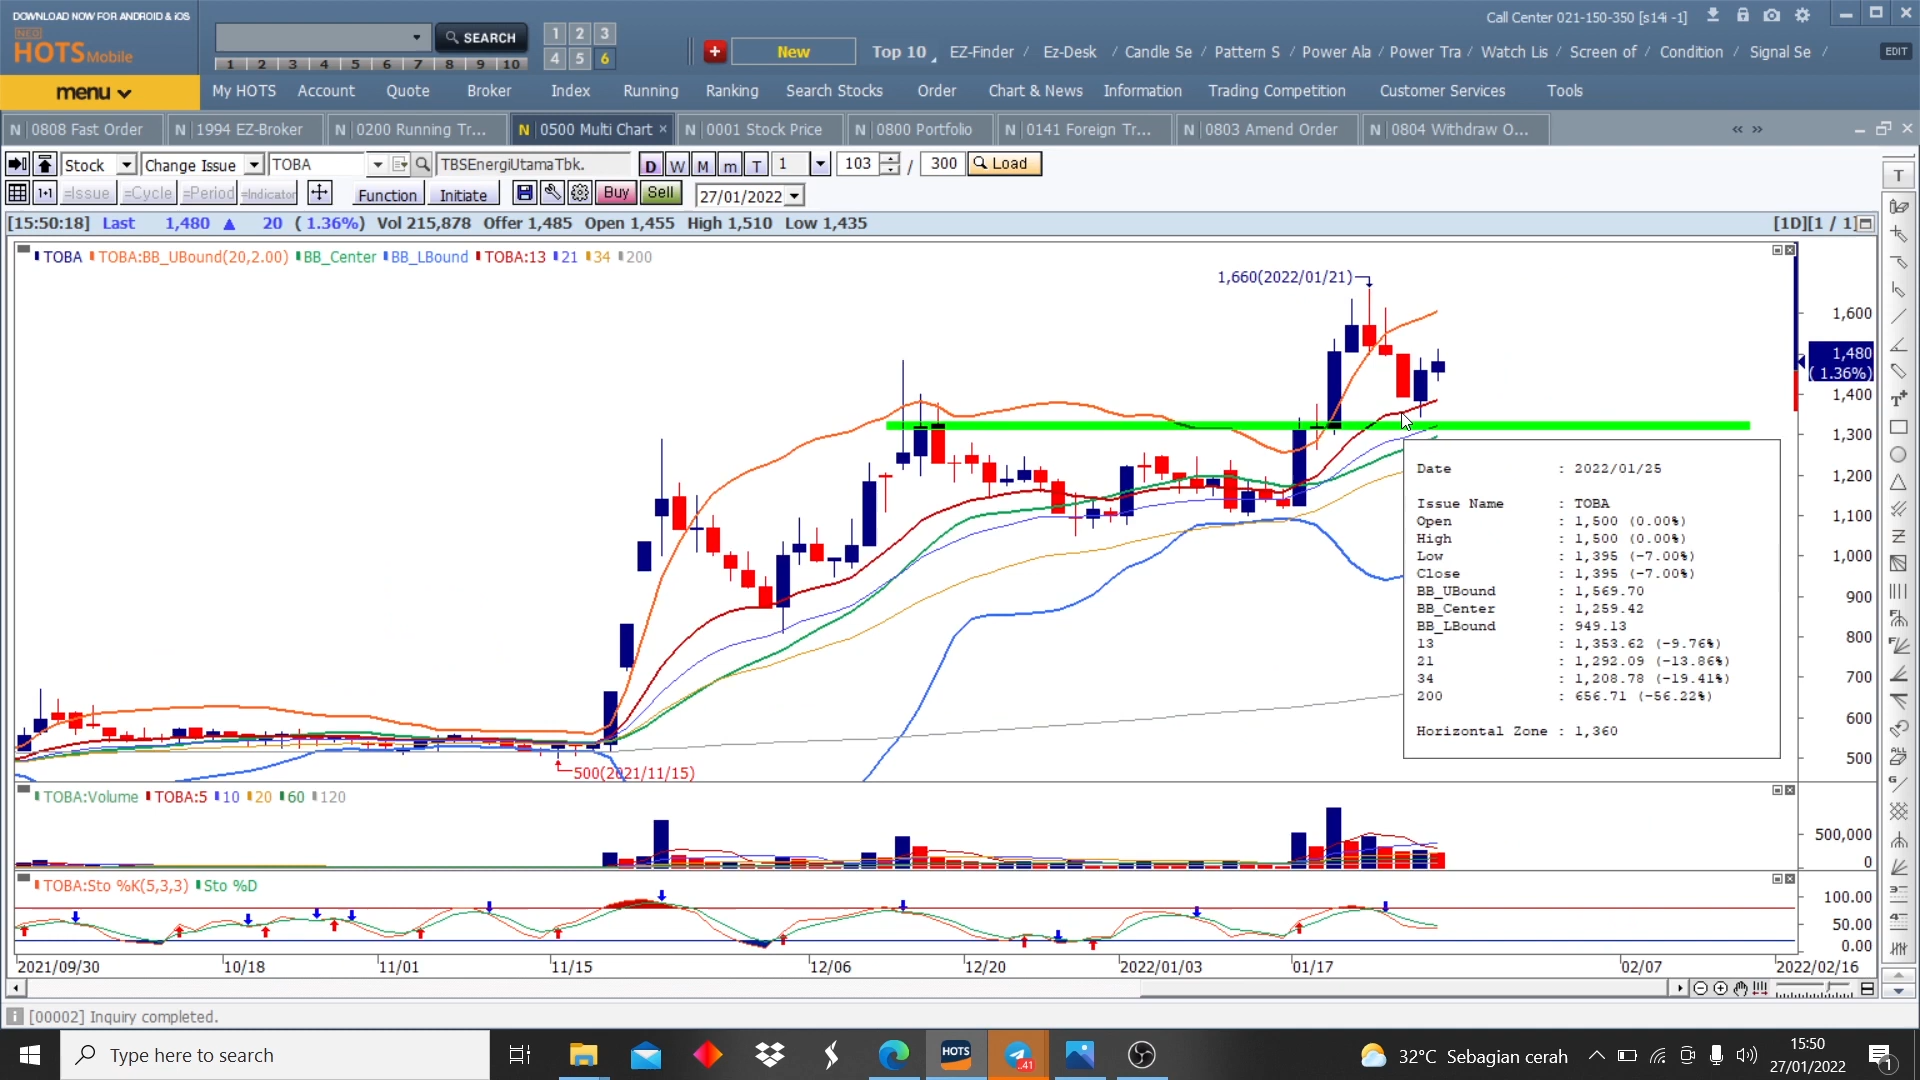 DOWNLOAD NOW FOR ANDROID & iOS
NEO
HOTS Mobile
SEARCH
1 2 3 4 5 6 7 8 9 10
1 2 3
4 5 6
New
Top 10 EZ-Finder / Ez-Desk / Candle Se / Pattern S / Power Ala / Power Tra / Watch Lis / Screen of / Condition / Signal Se /
Call Center 021-150-350 [s14i -1]
EDIT
menu
My HOTS Account Quote Broker Index Running Ranking Search Stocks Order Chart & News Information Trading Competition Customer Services Tools
N 0808 Fast Order N 1994 EZ-Broker N 0200 Running Tr... N 0500 Multi Chart × N 0001 Stock Price N 0800 Portfolio N 0141 Foreign Tr... N 0803 Amend Order N 0804 Withdraw O...
Stock Change Issue TOBA TBSEnergiUtamaTbk. D W M m T 1 103 / 300 Load
1•1 =Issue =Cycle =Period =Indicator Function Initiate Buy Sell 27/01/2022
[15:50:18] Last 1,480 ▲ 20 ( 1.36%) Vol 215,878 Offer 1,485 Open 1,455 High 1,510 Low 1,435
[1D][1 / 1]
TOBA TOBA:BB_UBound(20,2.00) BB_Center BB_LBound TOBA:13 21 34 200
1,660(2022/01/21)
1,600
1,480
( 1.36%)
1,400
1,300
1,200
1,100
1,000
900
800
700
600
500
Date : 2022/01/25
Issue Name : TOBA
Open : 1,500 (0.00%)
High : 1,500 (0.00%)
Low : 1,395 (-7.00%)
Close : 1,395 (-7.00%)
BB_UBound : 1,569.70
BB_Center : 1,259.42
BB_LBound : 949.13
13 : 1,353.62 (-9.76%)
21 : 1,292.09 (-13.86%)
34 : 1,208.78 (-19.41%)
200 : 656.71 (-56.22%)
Horizontal Zone : 1,360
500(2021/11/15)
TOBA:Volume TOBA:5 10 20 60 120
500,000
0
TOBA:Sto %K(5,3,3) Sto %D
100.00
50.00
0.00
2021/09/30 10/18 11/01 11/15 12/06 12/20 2022/01/03 01/17 02/07 2022/02/16
[00002] Inquiry completed.
Type here to search
HOTS
41
32°C Sebagian cerah
15:50
27/01/2022
1